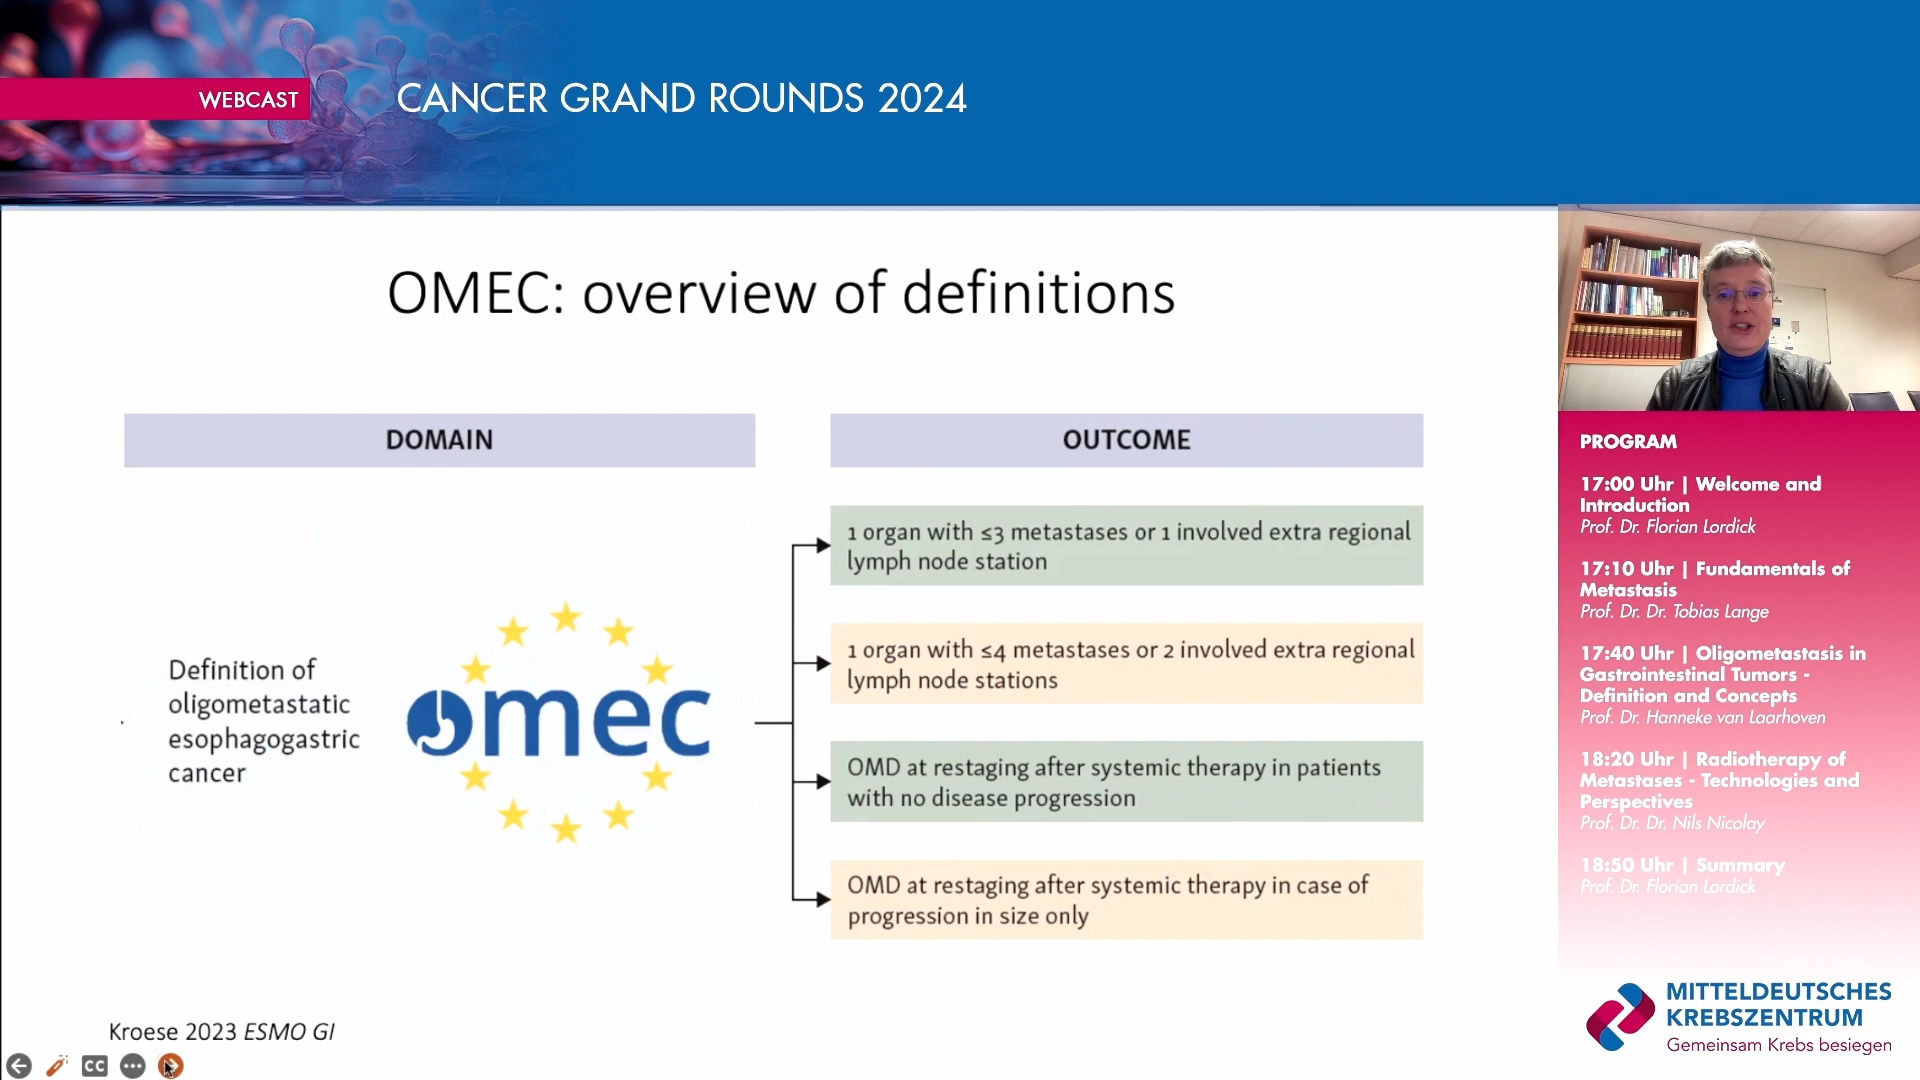 WEBCAST
CANCER GRAND ROUNDS 2024
OMEC: overview of definitions
DOMAIN
OUTCOME
Definition of
oligometastatic
esophagogastric
cancer
omec
1 organ with ≤3 metastases or 1 involved extra regional
lymph node station
1 organ with ≤4 metastases or 2 involved extra regional
lymph node stations
OMD at restaging after systemic therapy in patients
with no disease progression
OMD at restaging after systemic therapy in case of
progression in size only
Kroese 2023 ESMO GI
CC
PROGRAM
17:00 Uhr | Welcome and
Introduction
Prof. Dr. Florian Lordick
17:10 Uhr | Fundamentals of
Metastasis
Prof. Dr. Dr. Tobias Lange
17:40 Uhr | Oligometastasis in
Gastrointestinal Tumors -
Definition and Concepts
Prof. Dr. Hanneke van Laarhoven
18:20 Uhr | Radiotherapy of
Metastases - Technologies and
Perspectives
Prof. Dr. Dr. Nils Nicolay
18:50 Uhr | Summary
Prof. Dr. Florian Lordick
MITTELDEUTSCHES
KREBSZENTRUM
Gemeinsam Krebs besiegen